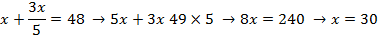 x + 3x/5 = 48 → 5x + 3x 49 × 5 → 8x = 240 → x = 30